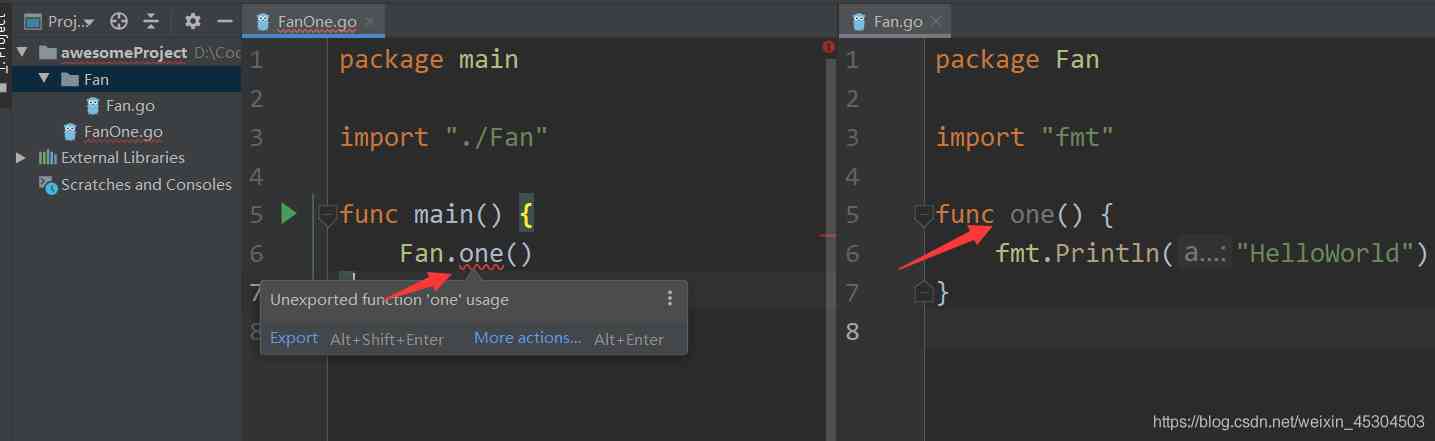 1: Project
Proj...
awesomeProject D:\Coo
Fan
Fan.go
FanOne.go
External Libraries
Scratches and Consoles
FanOne.go
1 package main
2
3 import "./Fan"
4
5 func main() {
6 Fan.one()
7
8
Unexported function 'one' usage
Export Alt+Shift+Enter More actions... Alt+Enter
Fan.go
1 package Fan
2
3 import "fmt"
4
5 func one() {
6 fmt.Println( a...: "HelloWorld")
7 }
8
https://blog.csdn.net/weixin_45304503